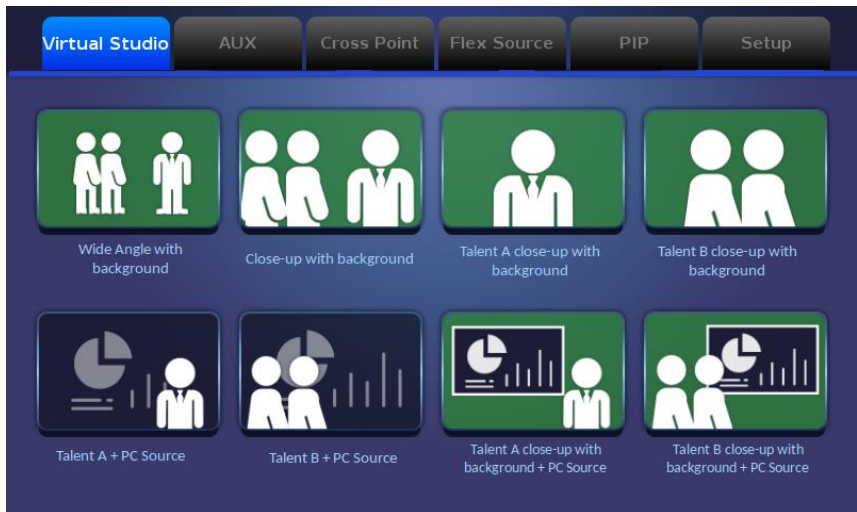 Virtual Studio
AUX
Cross Point
Flex Source
PIP
Setup
Wide Angle with
background
Close-up with background
Talent A close-up with
background
Talent B close-up with
background
Talent A + PC Source
Talent B + PC Source
Talent A close-up with
background + PC Source
Talent B close-up with
background + PC Source